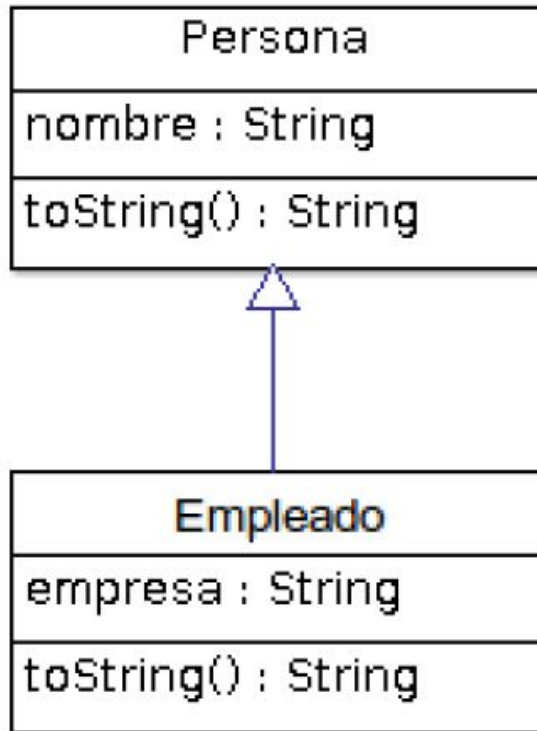 Persona
nombre : String
toString() : String
Empleado
empresa : String
toString() : String